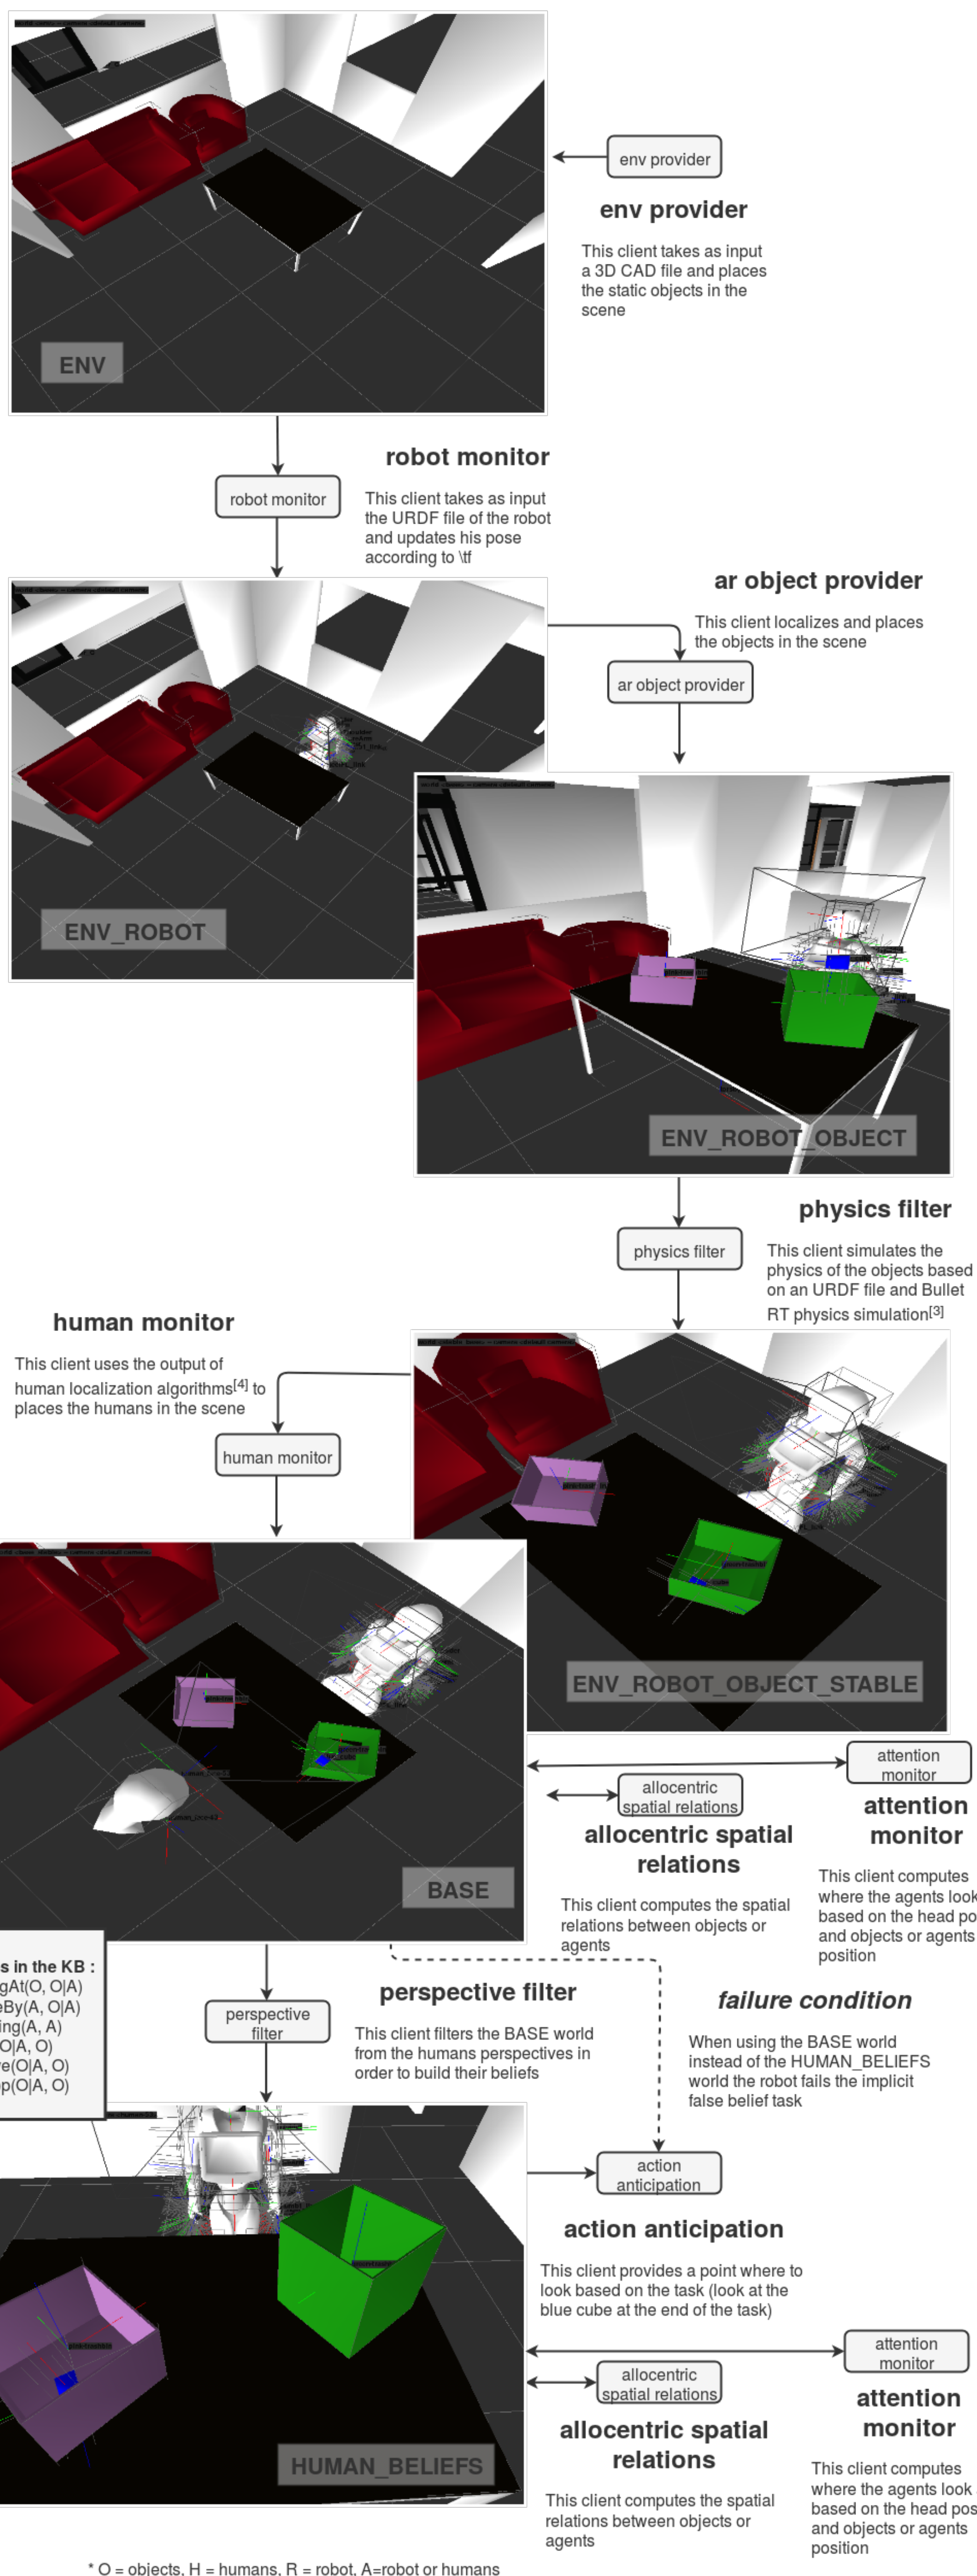 env provider
env provider
This client takes as input
a 3D CAD file and places
the static objects in the
scene
ENV
robot monitor
robot monitor
This client takes as input
the URDF file of the robot
and updates his pose
according to \tf
ar object provider
This client localizes and places
the objects in the scene
ar object provider
ENV_ROBOT
ENV_ROBOT_OBJECT
physics filter
physics filter
This client simulates the
physics of the objects based
on an URDF file and Bullet
RT physics simulation[3]
human monitor
This client uses the output of
human localization algorithms[4] to
places the humans in the scene
human monitor
ENV_ROBOT_OBJECT_STABLE
attention
monitor
allocentric
spatial relations
attention
monitor
allocentric spatial
relations
This client computes
where the agents look
based on the head po
and objects or agents
position
This client computes the spatial
relations between objects or
agents
BASE
s in the KB :
gAt(O, O|A)
eBy(A, O|A)
ing(A, A)
O|A, O)
ve(O|A, O)
op(O|A, O)
perspective
filter
perspective filter
This client filters the BASE world
from the humans perspectives in
order to build their beliefs
failure condition
When using the BASE world
instead of the HUMAN_BELIEFS
world the robot fails the implicit
false belief task
action
anticipation
action anticipation
This client provides a point where to
look based on the task (look at the
blue cube at the end of the task)
attention
monitor
allocentric
spatial relations
attention
monitor
allocentric spatial
relations
This client computes
where the agents look
based on the head pos
and objects or agents
position
This client computes the spatial
relations between objects or
agents
HUMAN_BELIEFS
* O = objects, H = humans, R = robot, A=robot or humans